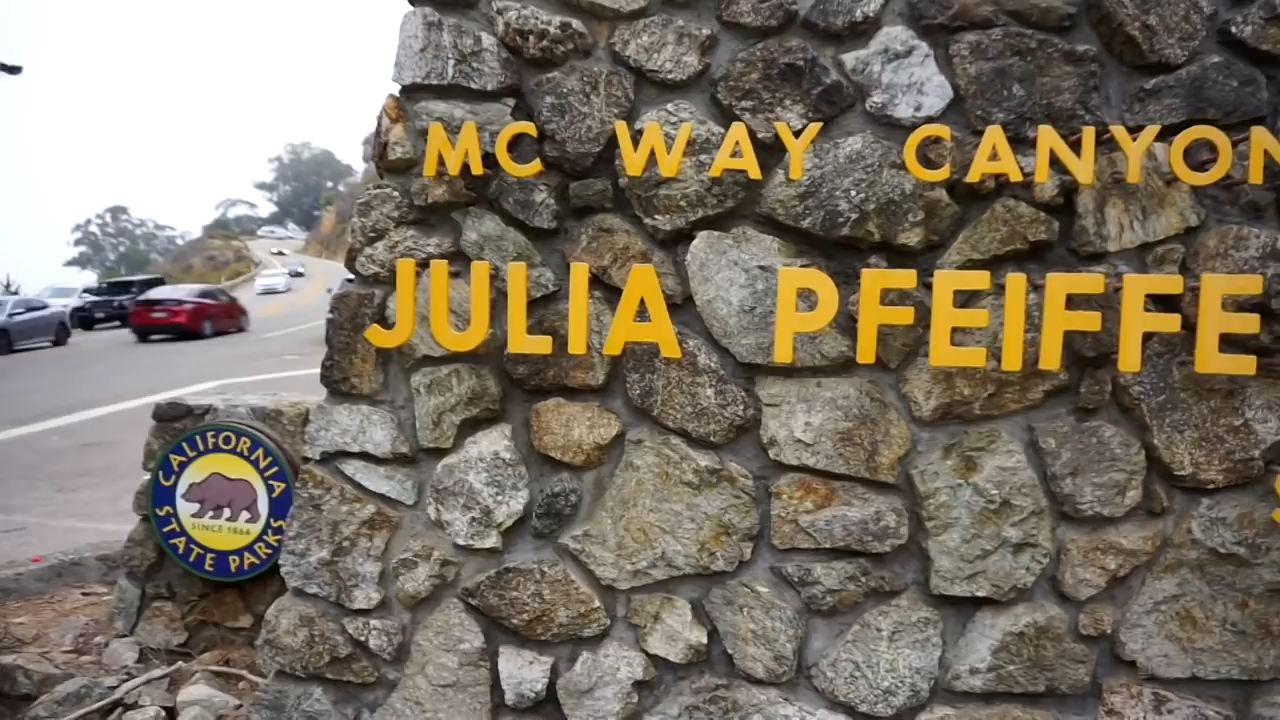 MC WAY CANYON
JULIA PFEIFFE
CALIFORNIA
SINCE 1864
STATE PARKS